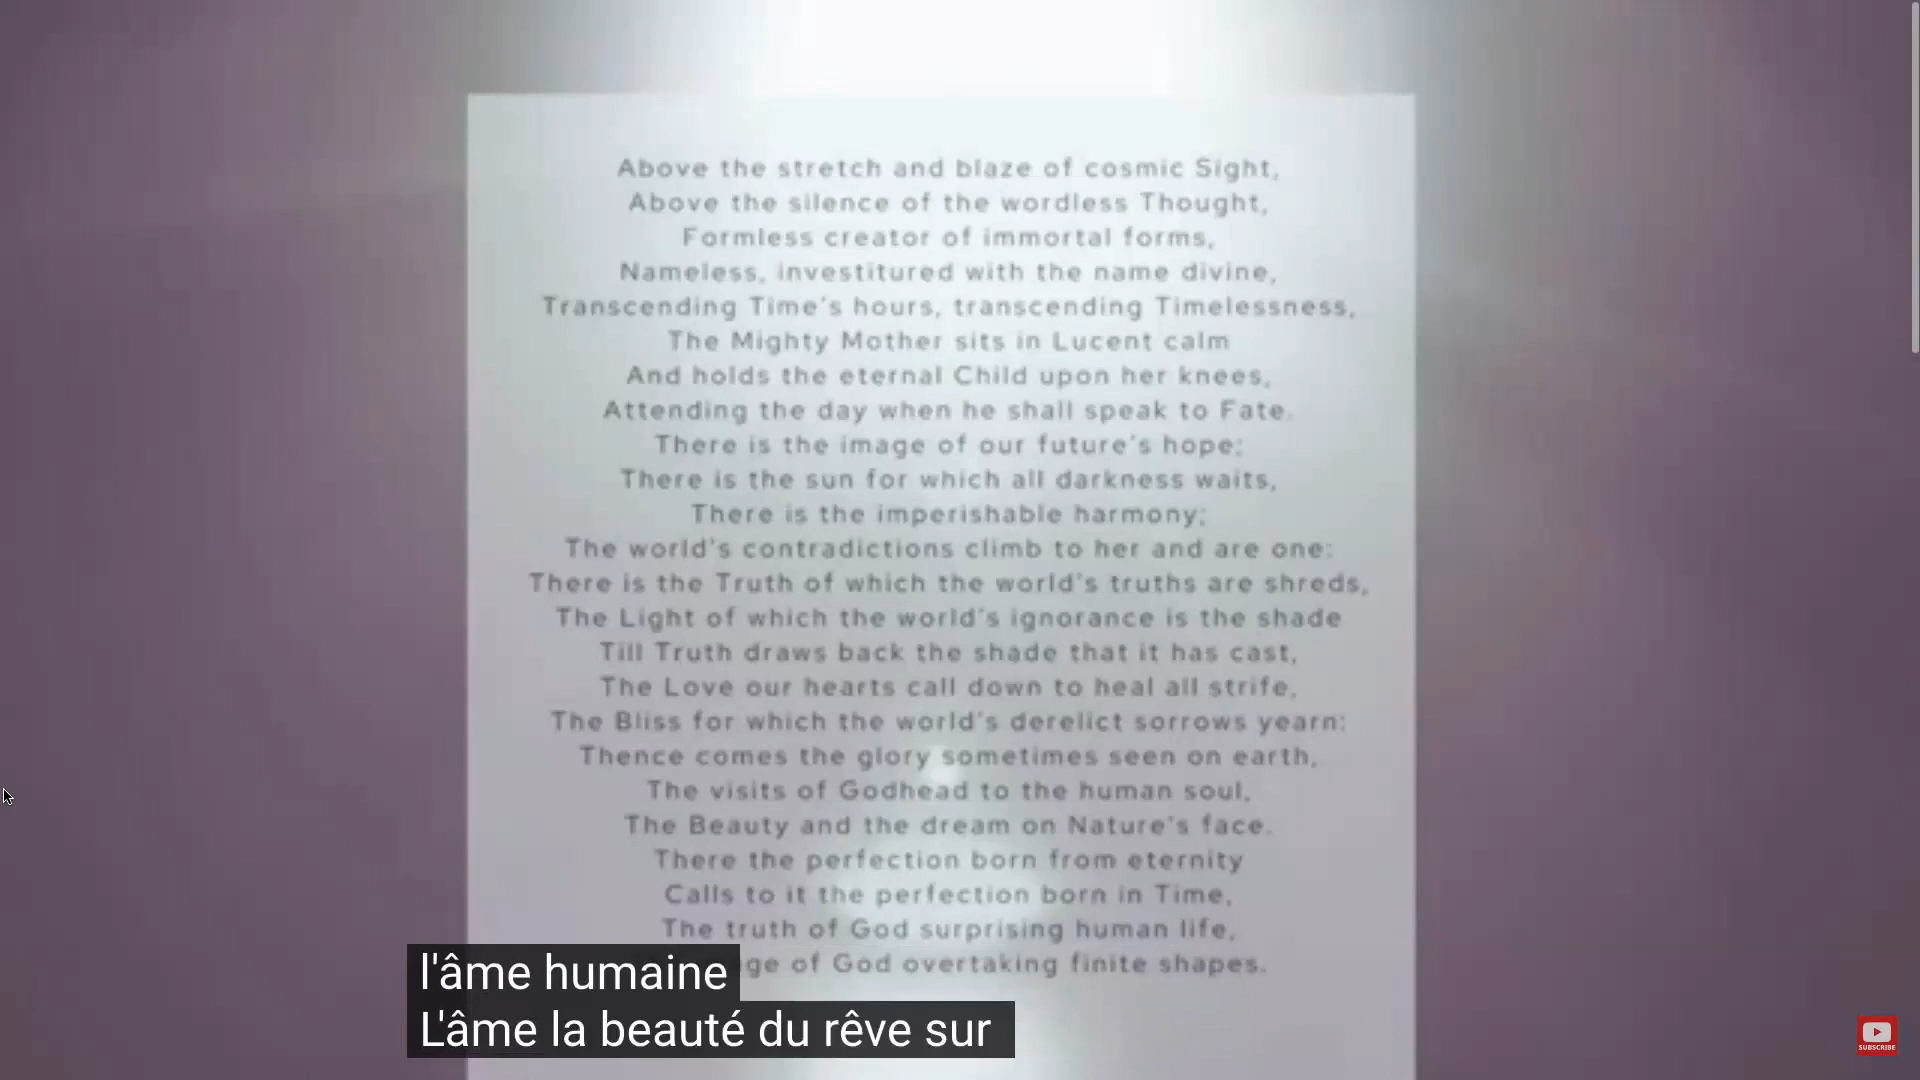 Above the stretch and blaze of cosmic Sight,
Above the silence of the wordless Thought,
Formless creator of immortal forms,
Nameless, investitured with the name divine,
Transcending Time's hours, transcending Timelessness,
The Mighty Mother sits in Lucent calm
And holds the eternal Child upon her knees,
Attending the day when he shall speak to Fate.
There is the image of our future's hope;
There is the sun for which all darkness waits,
There is the imperishable harmony;
The world's contradictions climb to her and are one:
There is the Truth of which the world's truths are shreds,
The Light of which the world's ignorance is the shade
Till Truth draws back the shade that it has cast,
The Love our hearts call down to heal all strife,
The Bliss for which the world's derelict sorrows yearn:
Thence comes the glory sometimes seen on earth,
The visits of Godhead to the human soul,
The Beauty and the dream on Nature's face.
There the perfection born from eternity
Calls to it the perfection born in Time,
The truth of God surprising human life,
of God overtaking finite shapes.
l'âme humaine
L'âme la beauté du rêve sur
SUBSCRIBE